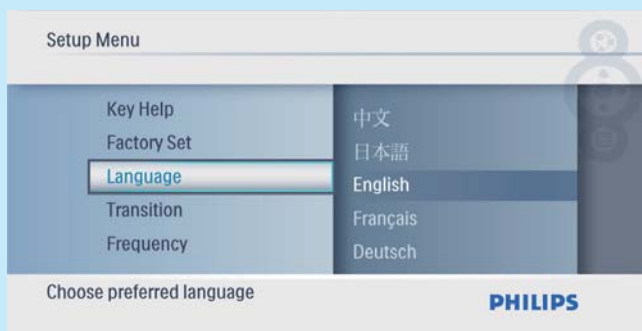 Setup Menu
Key Help
Factory Set
Language
Transition
Frequency
中文
日本語
English
Français
Deutsch
Choose preferred language
PHILIPS